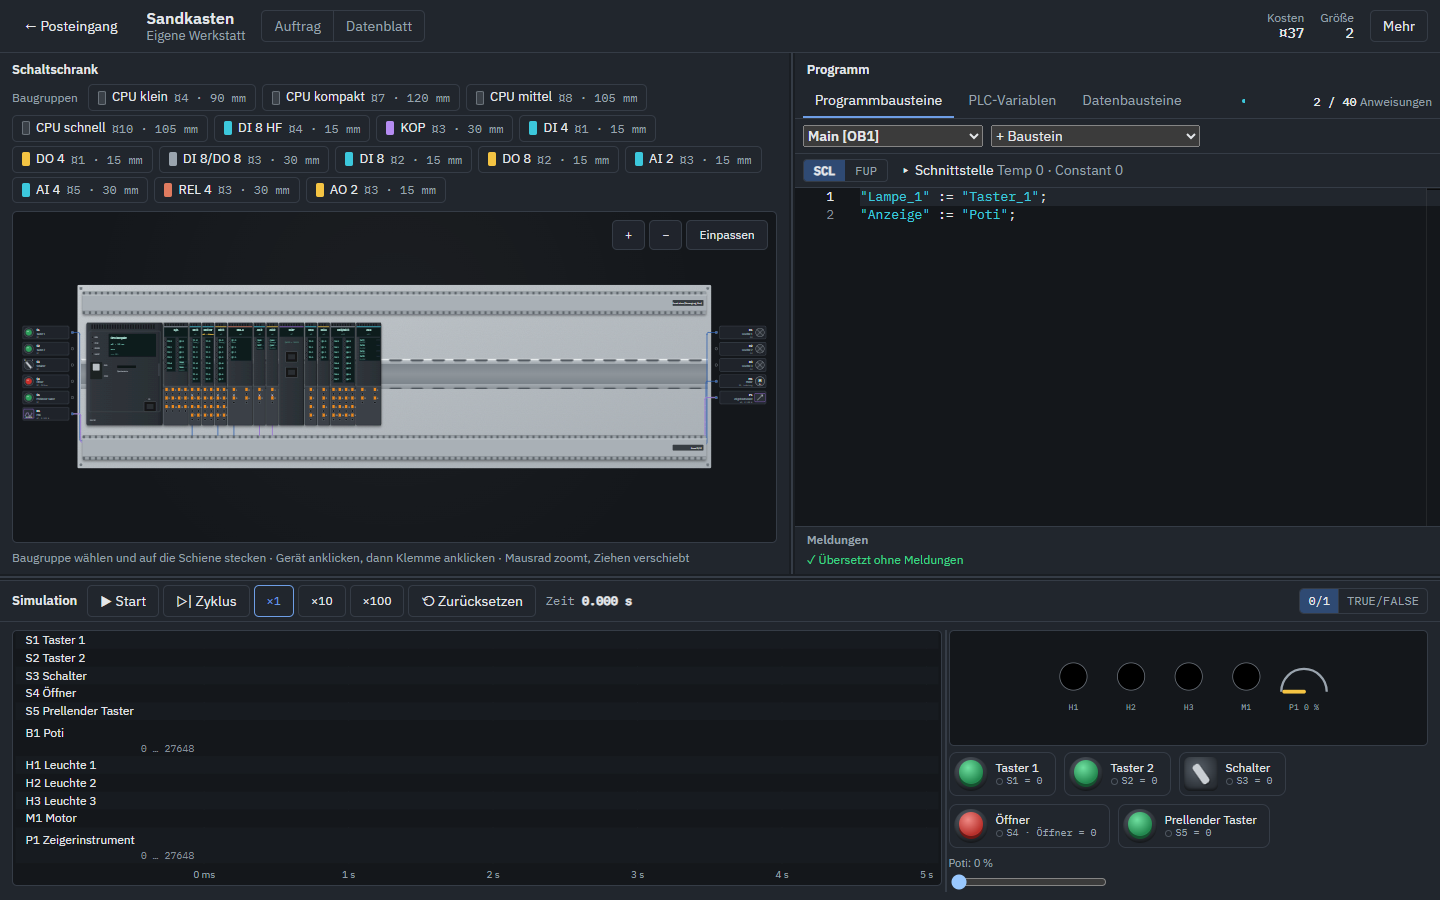 ← Posteingang
Sandkasten
Eigene Werkstatt
Auftrag
Datenblatt
Kosten
¤37
Größe
2
Mehr
Schaltschrank
Baugruppen
CPU klein ¤4 · 90 mm
CPU kompakt ¤7 · 120 mm
CPU mittel ¤8 · 105 mm
CPU schnell ¤10 · 105 mm
DI 8 HF ¤4 · 15 mm
KOP ¤3 · 30 mm
DI 4 ¤1 · 15 mm
DO 4 ¤1 · 15 mm
DI 8/DO 8 ¤3 · 30 mm
DI 8 ¤2 · 15 mm
DO 8 ¤2 · 15 mm
AI 2 ¤3 · 15 mm
AI 4 ¤5 · 30 mm
REL 4 ¤3 · 30 mm
AO 2 ¤3 · 15 mm
+
−
Einpassen
Baugruppe wählen und auf die Schiene stecken · Gerät anklicken, dann Klemme anklicken · Mausrad zoomt, Ziehen verschiebt
Programm
Programmbausteine
PLC-Variablen
Datenbausteine
2 / 40 Anweisungen
Main [OB1]
+ Baustein
SCL
FUP
Schnittstelle Temp 0 · Constant 0
1 "Lampe_1" := "Taster_1";
2 "Anzeige" := "Poti";
Meldungen
✓ Übersetzt ohne Meldungen
Simulation
Start
Zyklus
×1
×10
×100
Zurücksetzen
Zeit 0.000 s
0/1
TRUE/FALSE
S1 Taster 1
S2 Taster 2
S3 Schalter
S4 Öffner
S5 Prellender Taster
B1 Poti
0 … 27648
H1 Leuchte 1
H2 Leuchte 2
H3 Leuchte 3
M1 Motor
P1 Zeigerinstrument
0 … 27648
0 ms
1 s
2 s
3 s
4 s
5 s
H1
H2
H3
M1
P1 0 %
Taster 1
S1 = 0
Taster 2
S2 = 0
Schalter
S3 = 0
Öffner
S4 · Öffner = 0
Prellender Taster
S5 = 0
Poti: 0 %